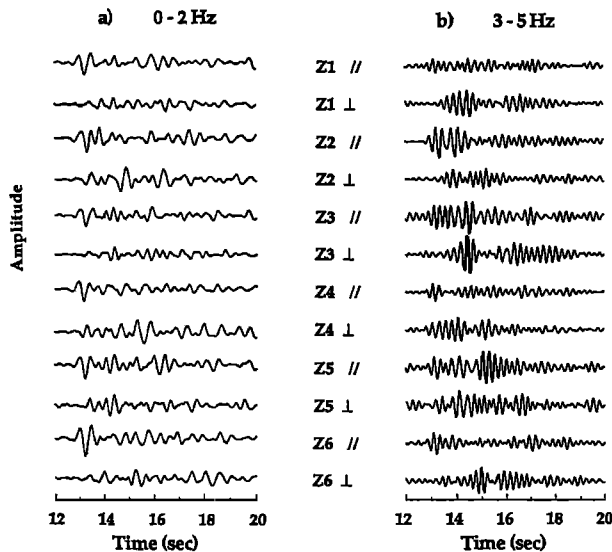 a) 0 - 2 Hz b) 3 - 5 Hz
Z1 //
Z1 ⊥
Z2 //
Z2 ⊥
Z3 //
Z3 ⊥
Z4 //
Z4 ⊥
Z5 //
Z5 ⊥
Z6 //
Z6 ⊥
Amplitude
12 14 16 18 20 12 14 16 18 20
Time (sec) Time (sec)